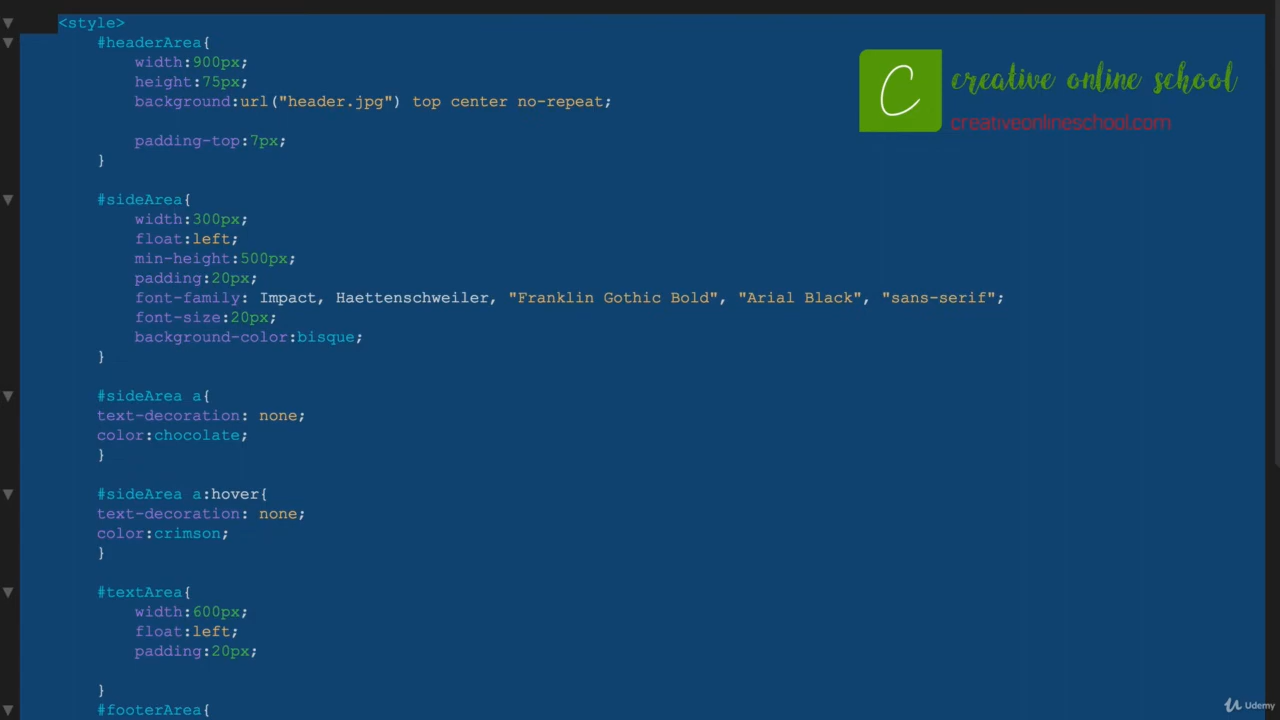 <style>
#headerArea{
width:900px;
height:75px;
background:url("header.jpg") top center no-repeat;
padding-top:7px;
}
#sideArea{
width:300px;
float:left;
min-height:500px;
padding:20px;
font-family: Impact, Haettenschweiler, "Franklin Gothic Bold", "Arial Black", "sans-serif";
font-size:20px;
background-color:bisque;
}
#sideArea a{
text-decoration: none;
color:chocolate;
}
#sideArea a:hover{
text-decoration: none;
color:crimson;
}
#textArea{
width:600px;
float:left;
padding:20px;
}
#footerArea{
C
creative online school
creativeonlineschool.com
Udemy